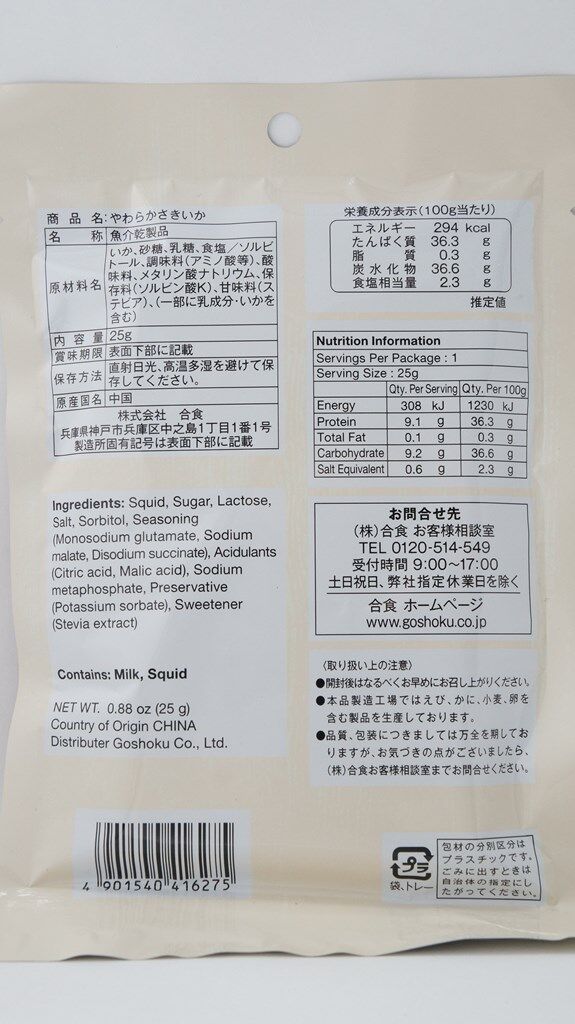 商品名:やわらかさきいか
名称 魚介乾製品
原材料名 いか、砂糖、乳糖、食塩／ソルビ
トール、調味料(アミノ酸等)、酸
味料、メタリン酸ナトリウム、保
存料(ソルビン酸K)、甘味料(ス
テビア)、(一部に乳成分・いかを
含む)
内容量 25g
賞味期限 表面下部に記載
保存方法 直射日光、高温多湿を避けて保
存してください。
原産国名 中国
株式会社 合食
兵庫県神戸市兵庫区中之島1丁目1番1号
製造所固有記号は表面下部に記載
栄養成分表示(100g当たり)
エネルギー 294 kcal
たんぱく質 36.3 g
脂質 0.3 g
炭水化物 36.6 g
食塩相当量 2.3 g
推定値
Nutrition Information
Servings Per Package : 1
Serving Size : 25g
Qty. Per Serving Qty. Per 100g
Energy 308 kJ 1230 kJ
Protein 9.1 g 36.3 g
Total Fat 0.1 g 0.3 g
Carbohydrate 9.2 g 36.6 g
Salt Equivalent 0.6 g 2.3 g
Ingredients: Squid, Sugar, Lactose,
Salt, Sorbitol, Seasoning
(Monosodium glutamate, Sodium
malate, Disodium succinate), Acidulants
(Citric acid, Malic acid), Sodium
metaphosphate, Preservative
(Potassium sorbate), Sweetener
(Stevia extract)
Contains: Milk, Squid
NET WT. 0.88 oz (25 g)
Country of Origin CHINA
Distributer Goshoku Co., Ltd.
お問合せ先
(株)合食 お客様相談室
TEL 0120-514-549
受付時間 9:00~17:00
土日祝日、弊社指定休業日を除く
合食 ホームページ
www.goshoku.co.jp
〈取り扱い上の注意〉
●開封後はなるべくお早めにお召し上がりください。
●本品製造工場ではえび、かに、小麦、卵を
含む製品を生産しております。
●品質、包装につきましては万全を期してお
りますが、お気づきの点がございましたら、
(株)合食お客様相談室までお問合せください。
4 901540 416275
プラ
袋、トレー
包材の分別区分は
プラスチックです。
ごみに出すときは
自治体の指定にし
たがってください。